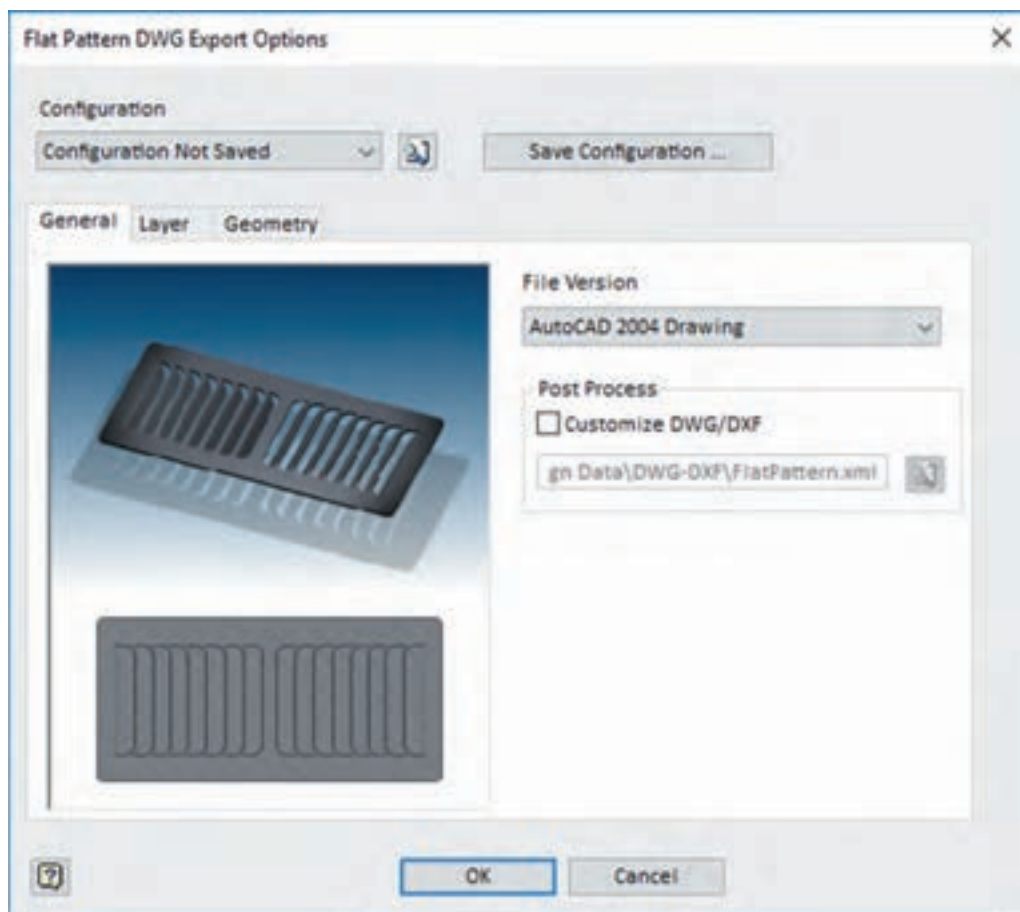 Flat Pattern DWG Export Options
Configuration
Configuration Not Saved
Save Configuration ...
General Layer Geometry
File Version
AutoCAD 2004 Drawing
Post Process
Customize DWG/DXF
gn Data\DWG-DXF\FlatPattern.xml
OK Cancel